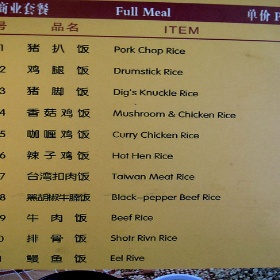 商业套餐 Full Meal 单价
号 品名 ITEM
1 猪扒饭 Pork Chop Rice
2 鸡腿饭 Drumstick Rice
3 猪脚饭 Dig's Knuckle Rice
4 香菇鸡饭 Mushroom & Chicken Rice
5 咖喱鸡饭 Curry Chicken Rice
6 辣子鸡饭 Hot Hen Rice
7 台湾扣肉饭 Taiwan Meat Rice
8 黑胡椒牛腩饭 Black-pepper Beef Rice
9 牛肉饭 Beef Rice
0 排骨饭 Shotr Rivn Rice
1 鳗鱼饭 Eel Rive